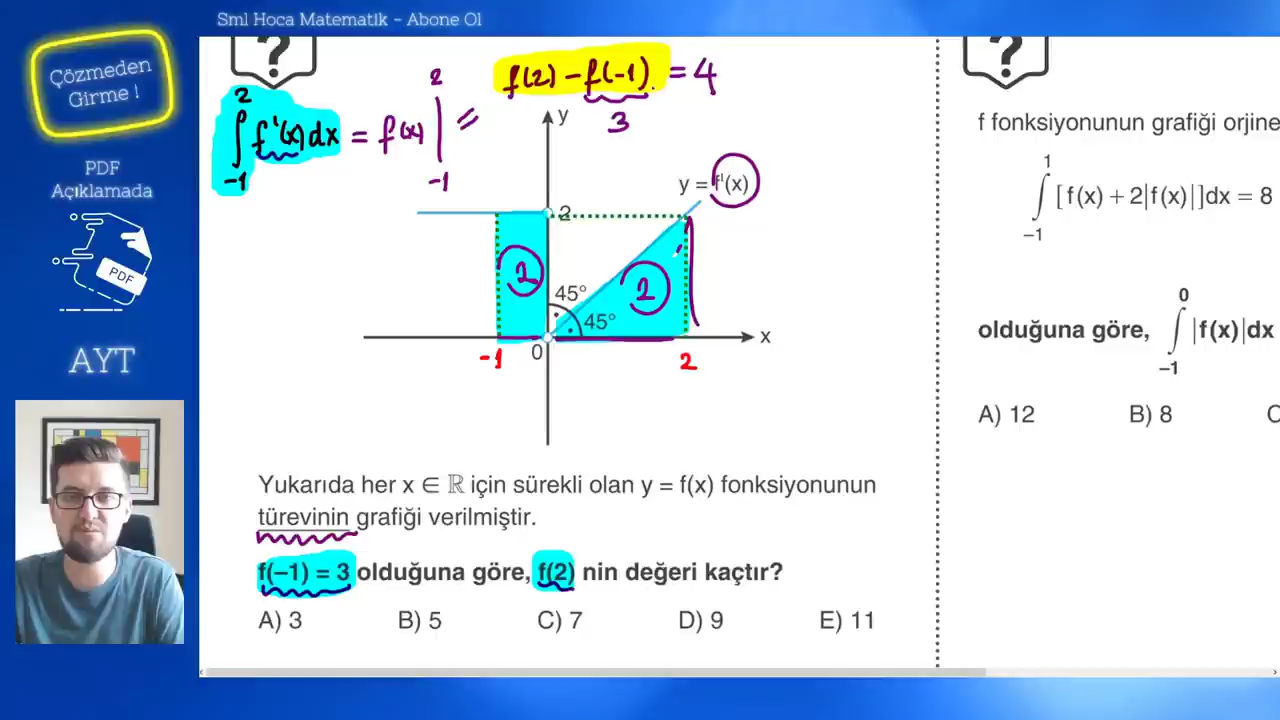 Sml Hoca Matematik - Abone Ol
Çözmeden
Girme !
PDF
Açıklamada
PDF
AYT
?
2
∫ f'(x)dx = f(x) | =
-1
2
-1
f(2) - f(-1) = 4
3
y
y = f'(x)
2
2
2
45°
45°
-1
0
2
x
Yukarıda her x ∈ ℝ için sürekli olan y = f(x) fonksiyonunun
türevinin grafiği verilmiştir.
f(–1) = 3 olduğuna göre, f(2) nin değeri kaçtır?
A) 3 B) 5 C) 7 D) 9 E) 11
?
f fonksiyonunun grafiği orjine
1
∫ [f(x) + 2|f(x)|]dx = 8
–1
0
olduğuna göre, ∫ |f(x)|dx
–1
A) 12 B) 8 C